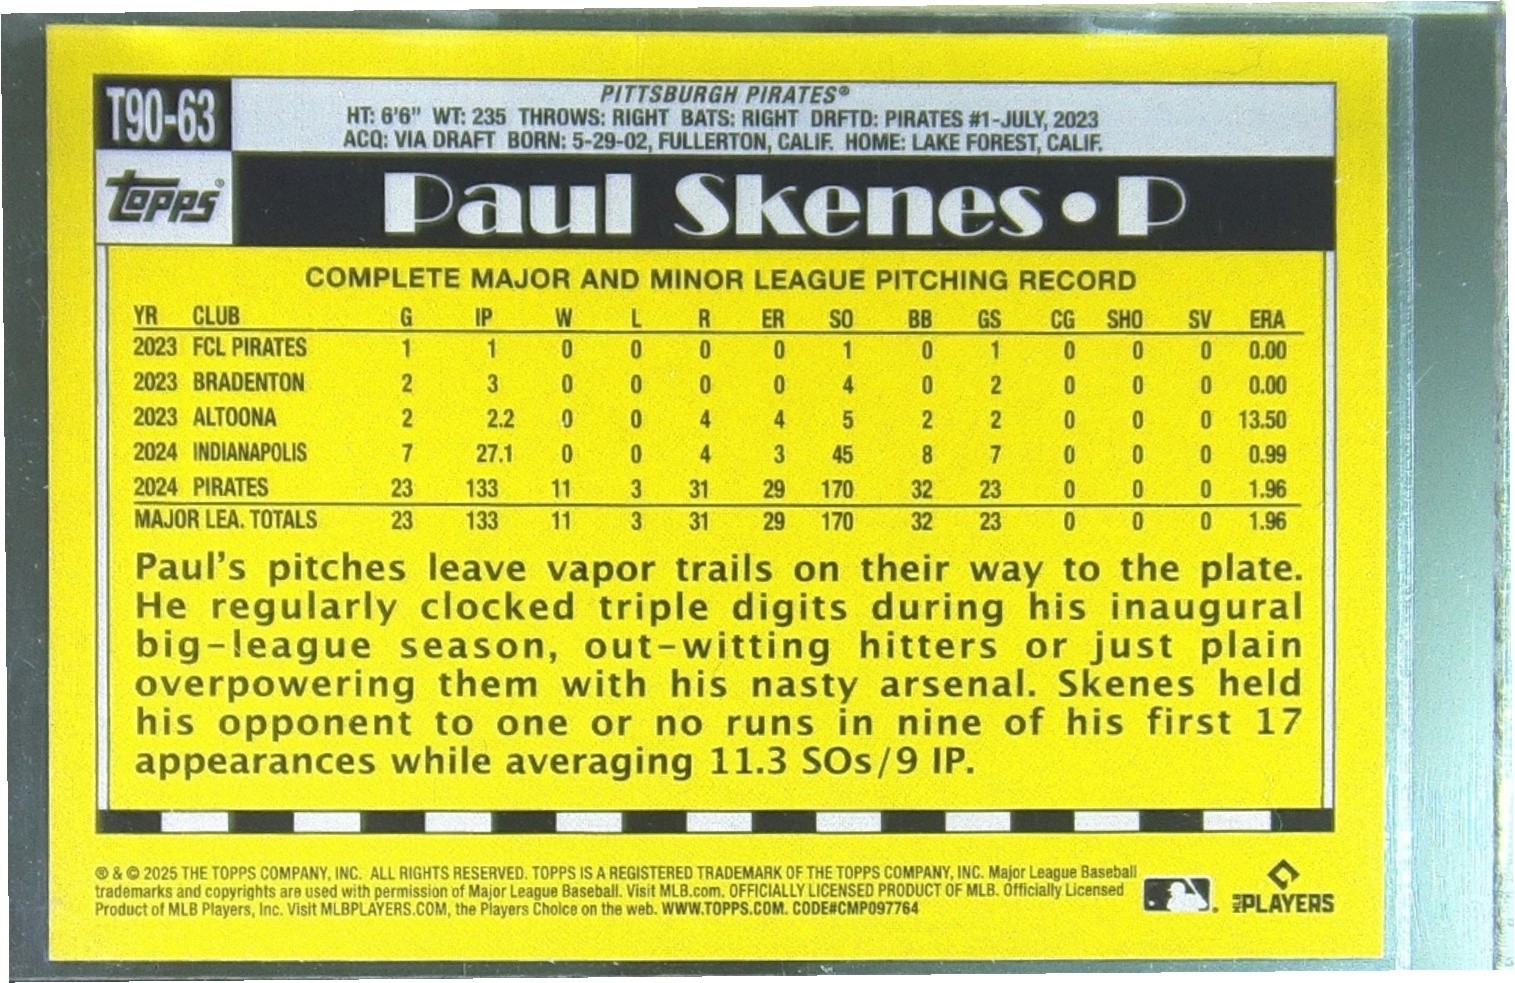 T90-63
PITTSBURGH PIRATES®
HT: 6'6" WT: 235 THROWS: RIGHT BATS: RIGHT DRFTD: PIRATES #1-JULY, 2023
ACQ: VIA DRAFT BORN: 5-29-02, FULLERTON, CALIF. HOME: LAKE FOREST, CALIF.
TOPPS®
Paul Skenes • P
COMPLETE MAJOR AND MINOR LEAGUE PITCHING RECORD
YR CLUB G IP W L R ER SO BB GS CG SHO SV ERA
2023 FCL PIRATES 1 1 0 0 0 0 1 0 1 0 0 0 0.00
2023 BRADENTON 2 3 0 0 0 0 4 0 2 0 0 0 0.00
2023 ALTOONA 2 2.2 0 0 4 4 5 2 2 0 0 0 13.50
2024 INDIANAPOLIS 7 27.1 0 0 4 3 45 8 7 0 0 0 0.99
2024 PIRATES 23 133 11 3 31 29 170 32 23 0 0 0 1.96
MAJOR LEA. TOTALS 23 133 11 3 31 29 170 32 23 0 0 0 1.96
Paul's pitches leave vapor trails on their way to the plate.
He regularly clocked triple digits during his inaugural
big-league season, out-witting hitters or just plain
overpowering them with his nasty arsenal. Skenes held
his opponent to one or no runs in nine of his first 17
appearances while averaging 11.3 SOs/9 IP.
® & © 2025 THE TOPPS COMPANY, INC. ALL RIGHTS RESERVED. TOPPS IS A REGISTERED TRADEMARK OF THE TOPPS COMPANY, INC. Major League Baseball
trademarks and copyrights are used with permission of Major League Baseball. Visit MLB.com. OFFICIALLY LICENSED PRODUCT OF MLB. Officially Licensed
Product of MLB Players, Inc. Visit MLBPLAYERS.COM, the Players Choice on the web. WWW.TOPPS.COM. CODE#CMP097764
MLB PLAYERS